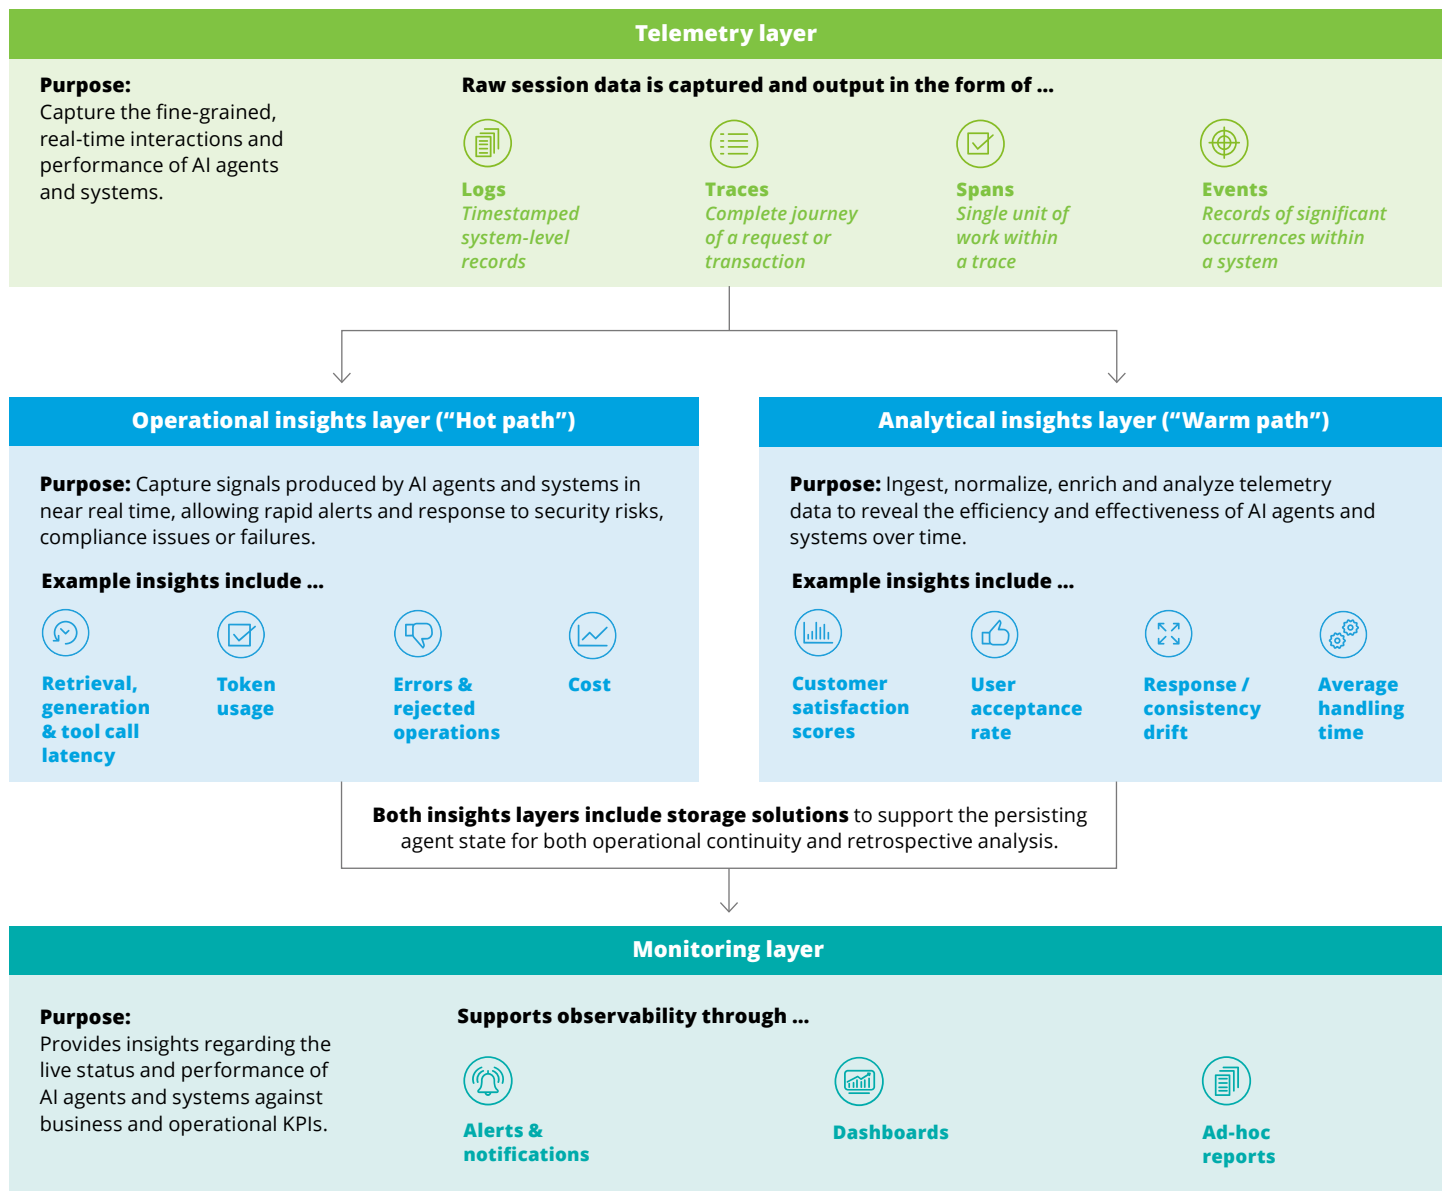 Telemetry layer
Purpose:
Capture the fine-grained,
real-time interactions and
performance of AI agents
and systems.
Raw session data is captured and output in the form of ...
Logs
Timestamped
system-level
records
Traces
Complete journey
of a request or
transaction
Spans
Single unit of
work within
a trace
Events
Records of significant
occurrences within
a system
Operational insights layer (“Hot path”)
Purpose: Capture signals produced by AI agents and systems in
near real time, allowing rapid alerts and response to security risks,
compliance issues or failures.
Example insights include ...
Retrieval,
generation
& tool call
latency
Token
usage
Errors &
rejected
operations
Cost
Analytical insights layer (“Warm path”)
Purpose: Ingest, normalize, enrich and analyze telemetry
data to reveal the efficiency and effectiveness of AI agents and
systems over time.
Example insights include ...
Customer
satisfaction
scores
User
acceptance
rate
Response /
consistency
drift
Average
handling
time
Both insights layers include storage solutions to support the persisting
agent state for both operational continuity and retrospective analysis.
Monitoring layer
Purpose:
Provides insights regarding the
live status and performance of
AI agents and systems against
business and operational KPIs.
Supports observability through ...
Alerts &
notifications
Dashboards
Ad-hoc
reports